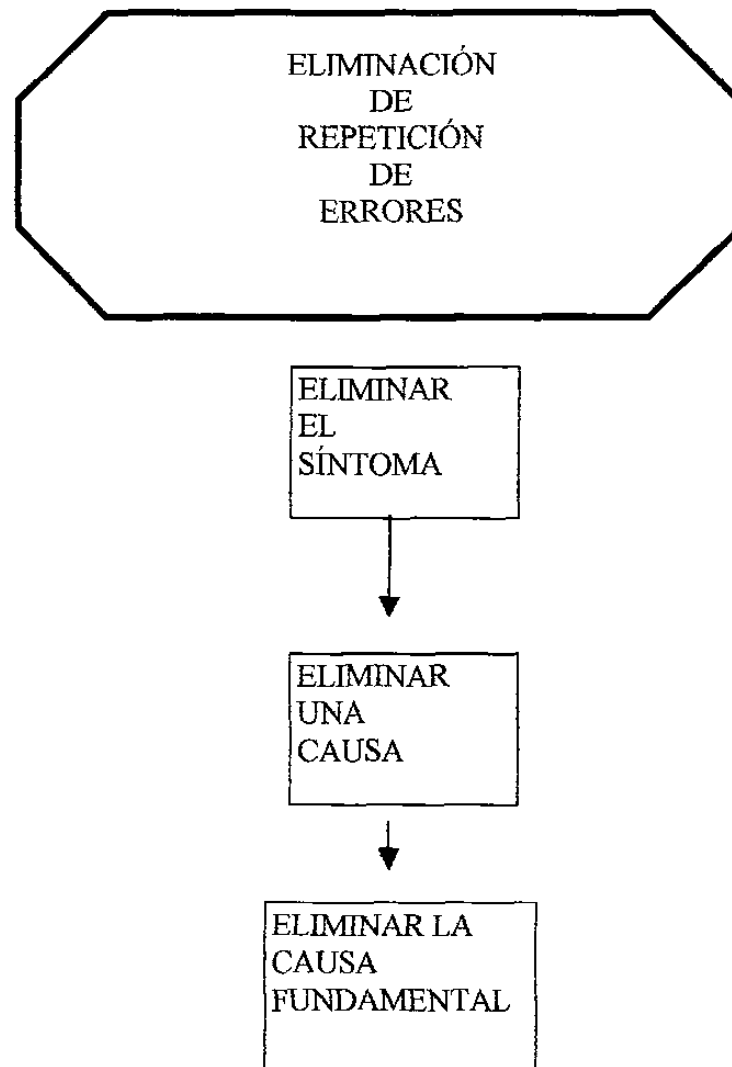 ELIMINACIÓN
DE
REPETICIÓN
DE
ERRORES
ELIMINAR
EL
SÍNTOMA
ELIMINAR
UNA
CAUSA
ELIMINAR LA
CAUSA
FUNDAMENTAL